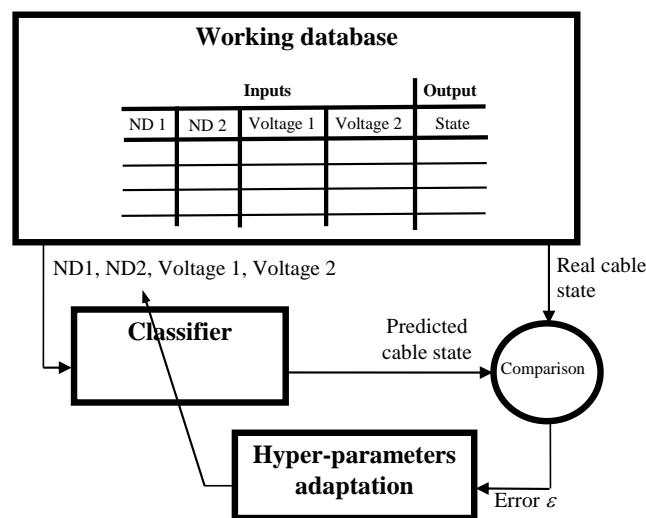 Working database
Inputs Output
ND 1 ND 2 Voltage 1 Voltage 2 State
ND1, ND2, Voltage 1, Voltage 2
Real cable
state
Classifier
Predicted
cable state
Comparison
Hyper-parameters
adaptation
Error ε